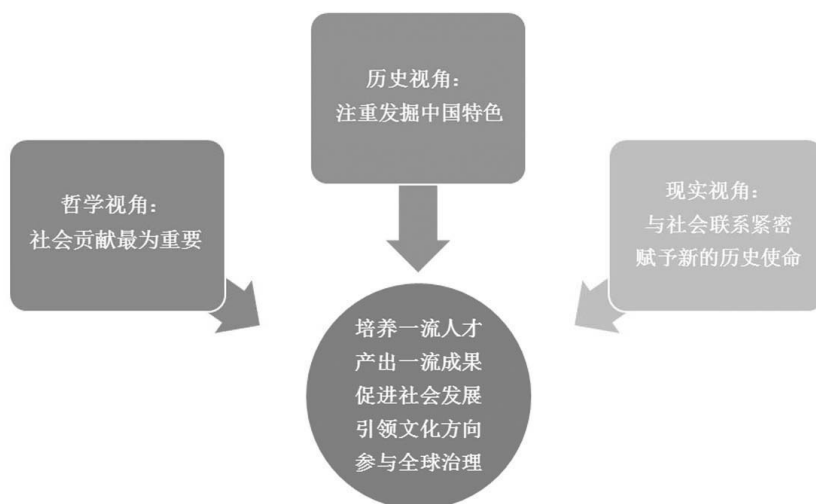 历史视角：
注重发掘中国特色
哲学视角：
社会贡献最为重要
现实视角：
与社会联系紧密
赋予新的历史使命
培养一流人才
产出一流成果
促进社会发展
引领文化方向
参与全球治理